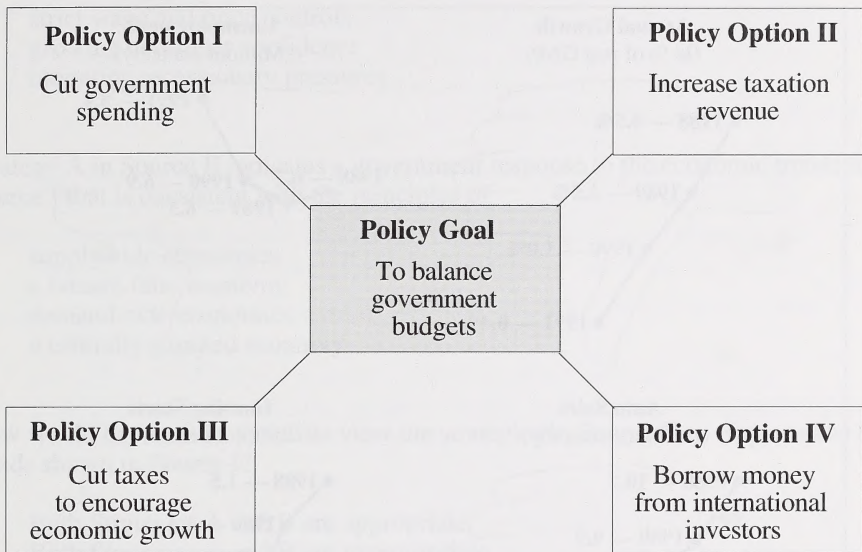 Policy Option I
Cut government
spending
Policy Option II
Increase taxation
revenue
Policy Goal
To balance
government
budgets
Policy Option III
Cut taxes
to encourage
economic growth
Policy Option IV
Borrow money
from international
investors